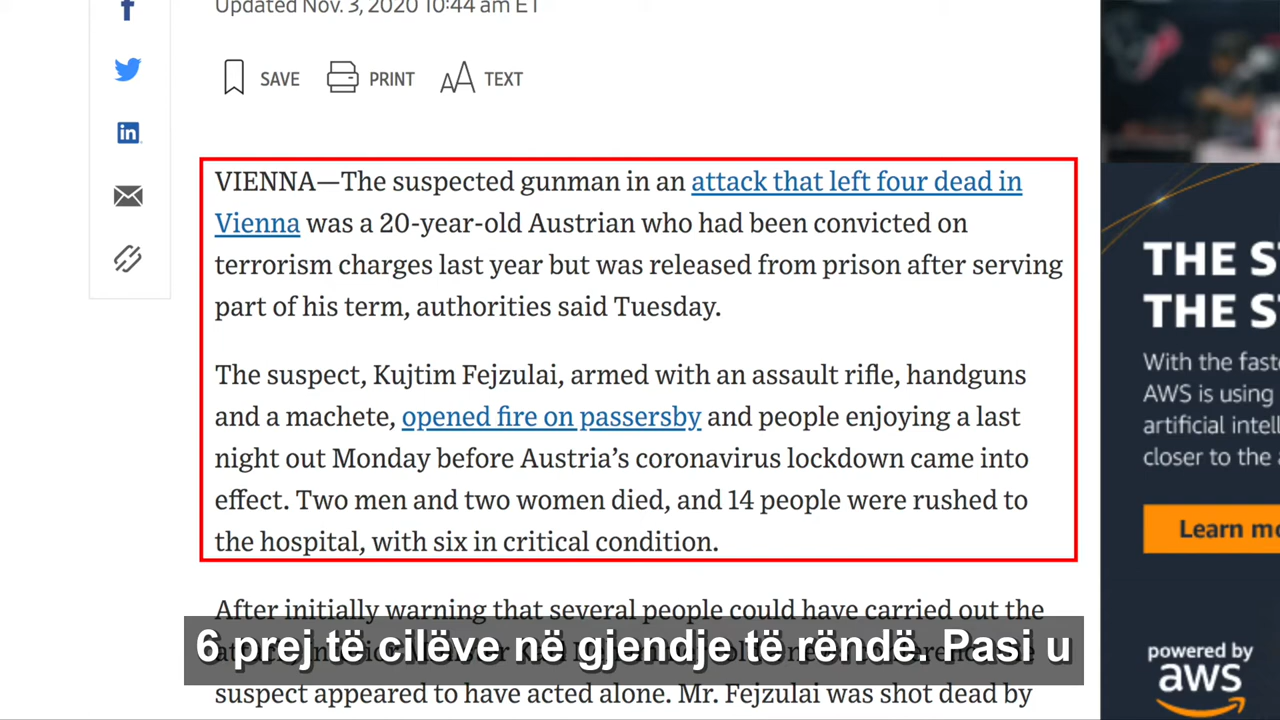 Updated Nov. 3, 2020 10:44 am ET
SAVE PRINT TEXT
VIENNA—The suspected gunman in an attack that left four dead in
Vienna was a 20-year-old Austrian who had been convicted on
terrorism charges last year but was released from prison after serving
part of his term, authorities said Tuesday.
The suspect, Kujtim Fejzulai, armed with an assault rifle, handguns
and a machete, opened fire on passersby and people enjoying a last
night out Monday before Austria’s coronavirus lockdown came into
effect. Two men and two women died, and 14 people were rushed to
the hospital, with six in critical condition.
After initially warning that several people could have carried out the
suspect appeared to have acted alone. Mr. Fejzulai was shot dead by
6 prej të cilëve në gjendje të rëndë. Pasi u
THE
THE
With the
AWS is using
artificial
closer to the
Learn
powered by
aws